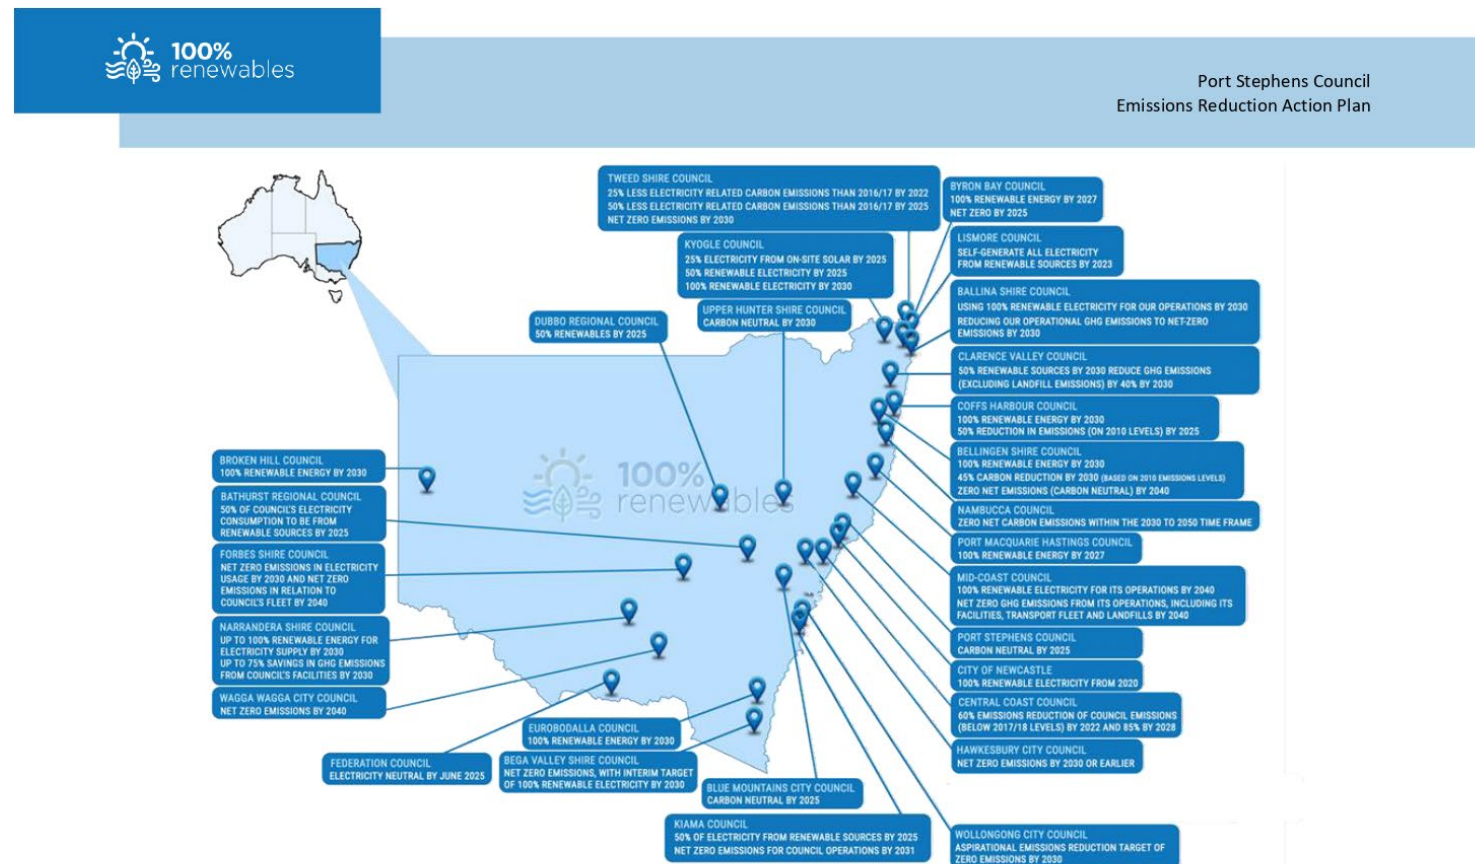 100%
renewables
Port Stephens Council
Emissions Reduction Action Plan
TWEED SHIRE COUNCIL
25% LESS ELECTRICITY RELATED CARBON EMISSIONS THAN 2016/17 BY 2022
50% LESS ELECTRICITY RELATED CARBON EMISSIONS THAN 2016/17 BY 2025
NET ZERO EMISSIONS BY 2030
BYRON BAY COUNCIL
100% RENEWABLE ENERGY BY 2027
NET ZERO BY 2025
KYOGLE COUNCIL
25% ELECTRICITY FROM ON-SITE SOLAR BY 2025
50% RENEWABLE ELECTRICITY BY 2025
100% RENEWABLE ELECTRICITY BY 2030
LISMORE COUNCIL
SELF-GENERATE ALL ELECTRICITY
FROM RENEWABLE SOURCES BY 2023
UPPER HUNTER SHIRE COUNCIL
CARBON NEUTRAL BY 2030
DUBBO REGIONAL COUNCIL
50% RENEWABLES BY 2025
BALLINA SHIRE COUNCIL
USING 100% RENEWABLE ELECTRICITY FOR OUR OPERATIONS BY 2030
REDUCING OUR OPERATIONAL GHG EMISSIONS TO NET-ZERO
EMISSIONS BY 2030
CLARENCE VALLEY COUNCIL
50% RENEWABLE SOURCES BY 2030 REDUCE GHG EMISSIONS
(EXCLUDING LANDFILL EMISSIONS) BY 40% BY 2030
COFFS HARBOUR COUNCIL
100% RENEWABLE ENERGY BY 2030
50% REDUCTION IN EMISSIONS (ON 2010 LEVELS) BY 2025
BELLINGEN SHIRE COUNCIL
100% RENEWABLE ENERGY BY 2030
45% CARBON REDUCTION BY 2030 (BASED ON 2010 EMISSIONS LEVELS)
ZERO NET EMISSIONS (CARBON NEUTRAL) BY 2040
NAMBUCCA COUNCIL
ZERO NET CARBON EMISSIONS WITHIN THE 2030 TO 2050 TIME FRAME
PORT MACQUARIE HASTINGS COUNCIL
100% RENEWABLE ENERGY BY 2027
MID-COAST COUNCIL
100% RENEWABLE ELECTRICITY FOR ITS OPERATIONS BY 2040
NET ZERO GHG EMISSIONS FROM ITS OPERATIONS, INCLUDING ITS
FACILITIES, TRANSPORT FLEET AND LANDFILLS BY 2040
PORT STEPHENS COUNCIL
CARBON NEUTRAL BY 2025
CITY OF NEWCASTLE
100% RENEWABLE ELECTRICITY FROM 2020
CENTRAL COAST COUNCIL
60% EMISSIONS REDUCTION OF COUNCIL EMISSIONS
(BELOW 2017/18 LEVELS) BY 2022 AND 85% BY 2028
HAWKESBURY CITY COUNCIL
NET ZERO EMISSIONS BY 2030 OR EARLIER
100%
renewables
BROKEN HILL COUNCIL
100% RENEWABLE ENERGY BY 2030
BATHURST REGIONAL COUNCIL
50% OF COUNCIL'S ELECTRICITY
CONSUMPTION TO BE FROM
RENEWABLE SOURCES BY 2025
FORBES SHIRE COUNCIL
NET ZERO EMISSIONS IN ELECTRICITY
USAGE BY 2030 AND NET ZERO
EMISSIONS IN RELATION TO
COUNCIL'S FLEET BY 2040
NARRANDERA SHIRE COUNCIL
UP TO 100% RENEWABLE ENERGY FOR
ELECTRICITY SUPPLY BY 2030
UP TO 75% SAVINGS IN GHG EMISSIONS
FROM COUNCIL'S FACILITIES BY 2030
WAGGA WAGGA CITY COUNCIL
NET ZERO EMISSIONS BY 2040
FEDERATION COUNCIL
ELECTRICITY NEUTRAL BY JUNE 2025
EUROBODALLA COUNCIL
100% RENEWABLE ENERGY BY 2030
BEGA VALLEY SHIRE COUNCIL
NET ZERO EMISSIONS, WITH INTERIM TARGET
OF 100% RENEWABLE ELECTRICITY BY 2030
BLUE MOUNTAINS CITY COUNCIL
CARBON NEUTRAL BY 2025
KIAMA COUNCIL
50% OF ELECTRICITY FROM RENEWABLE SOURCES BY 2025
NET ZERO EMISSIONS FOR COUNCIL OPERATIONS BY 2031
WOLLONGONG CITY COUNCIL
ASPIRATIONAL EMISSIONS REDUCTION TARGET OF
ZERO EMISSIONS BY 2030